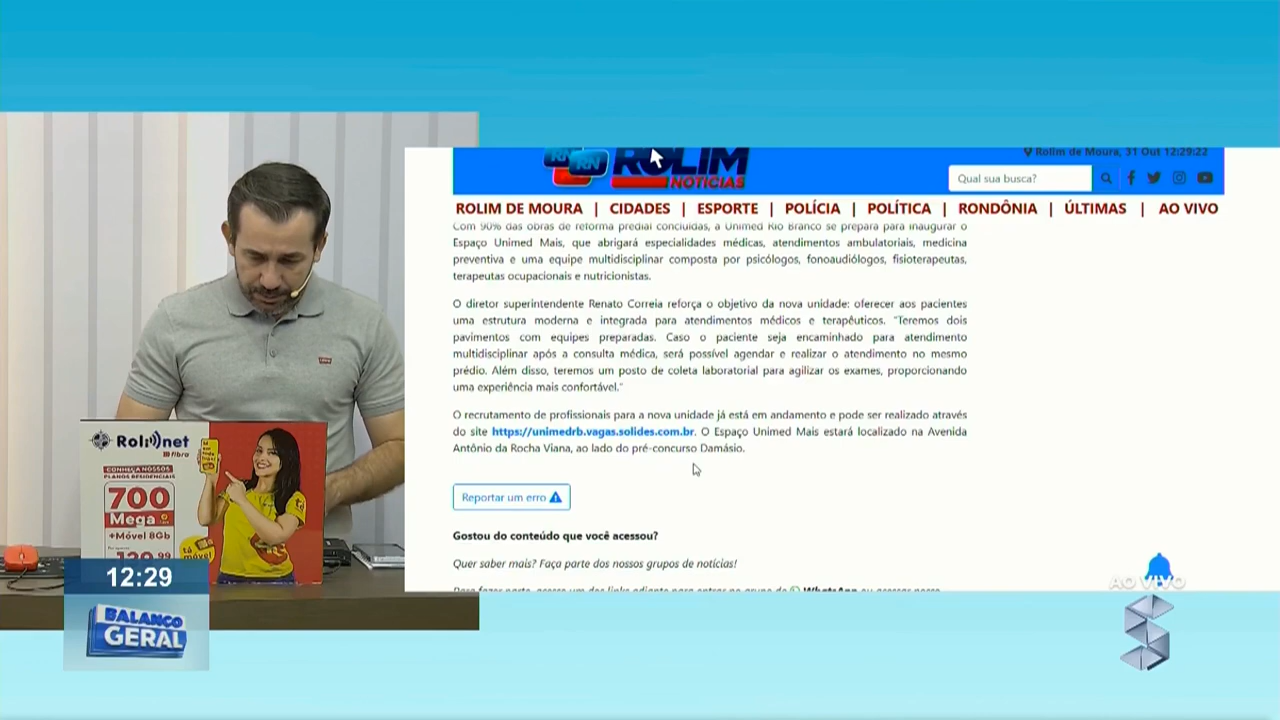 ROLIM
NOTÍCIAS
Rolim de Moura, 31 Out 12:29:22
Qual sua busca?
ROLIM DE MOURA | CIDADES | ESPORTE | POLÍCIA | POLÍTICA | RONDÔNIA | ÚLTIMAS | AO VIVO
Com 90% das obras de reforma predial concluídas, a Unimed Rio Branco se prepara para inaugurar o
Espaço Unimed Mais, que abrigará especialidades médicas, atendimentos ambulatoriais, medicina
preventiva e uma equipe multidisciplinar composta por psicólogos, fonoaudiólogos, fisioterapeutas,
terapeutas ocupacionais e nutricionistas.
O diretor superintendente Renato Correia reforça o objetivo da nova unidade: oferecer aos pacientes
uma estrutura moderna e integrada para atendimentos médicos e terapêuticos. "Teremos dois
pavimentos com equipes preparadas. Caso o paciente seja encaminhado para atendimento
multidisciplinar após a consulta médica, será possível agendar e realizar o atendimento no mesmo
prédio. Além disso, teremos um posto de coleta laboratorial para agilizar os exames, proporcionando
uma experiência mais confortável."
O recrutamento de profissionais para a nova unidade já está em andamento e pode ser realizado através
do site https://unimedrb.vagas.solides.com.br. O Espaço Unimed Mais estará localizado na Avenida
Antônio da Rocha Viana, ao lado do pré-concurso Damásio.
Reportar um erro
Gostou do conteúdo que você acessou?
Quer saber mais? Faça parte dos nossos grupos de notícias!
Rolinet
fibra
CONHEÇA NOSSOS
PLANOS RESIDENCIAIS
700
Mega
+Móvel 8Gb
129,99
tá
móvel
12:29
BALANÇO
GERAL
AO VIVO